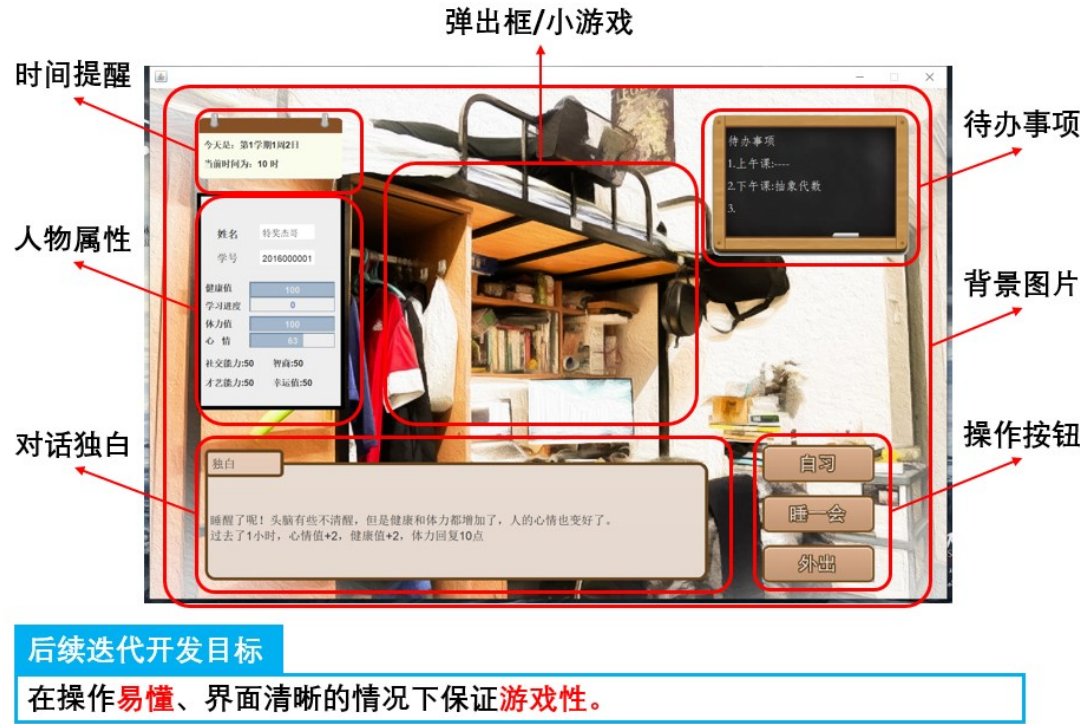 弹出框/小游戏
时间提醒
待办事项
今天是：第1学期1周2日
当前时间为：10 时
待办事项
1.上午课:----
2.下午课:抽象代数
3.
人物属性
姓名 特奖杰哥
学号 2016000001
健康值 100
学习进度 0
体力值 100
心 情 63
社交能力:50 智商:50
才艺能力:50 幸运值:50
背景图片
对话独白
操作按钮
独白
睡醒了呢！头脑有些不清醒，但是健康和体力都增加了，人的心情也变好了。
过去了1小时，心情值+2，健康值+2，体力回复10点
自习
睡一会
外出
后续迭代开发目标
在操作易懂、界面清晰的情况下保证游戏性。